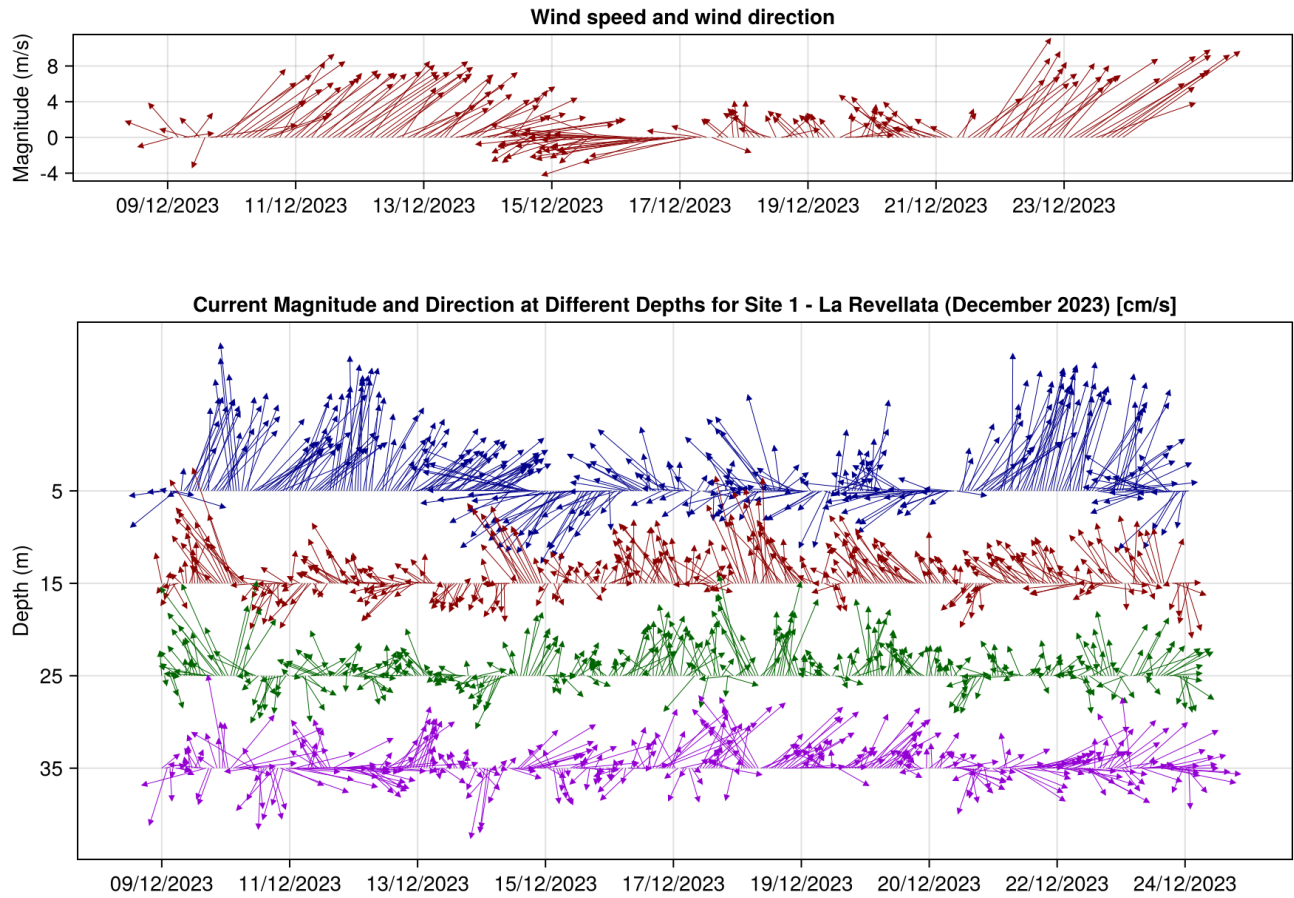 Wind speed and wind direction
Magnitude (m/s)
8
4
0
-4
09/12/2023 11/12/2023 13/12/2023 15/12/2023 17/12/2023 19/12/2023 21/12/2023 23/12/2023
Current Magnitude and Direction at Different Depths for Site 1 - La Revellata (December 2023) [cm/s]
Depth (m)
5
15
25
35
09/12/2023 11/12/2023 13/12/2023 15/12/2023 17/12/2023 19/12/2023 20/12/2023 22/12/2023 24/12/2023